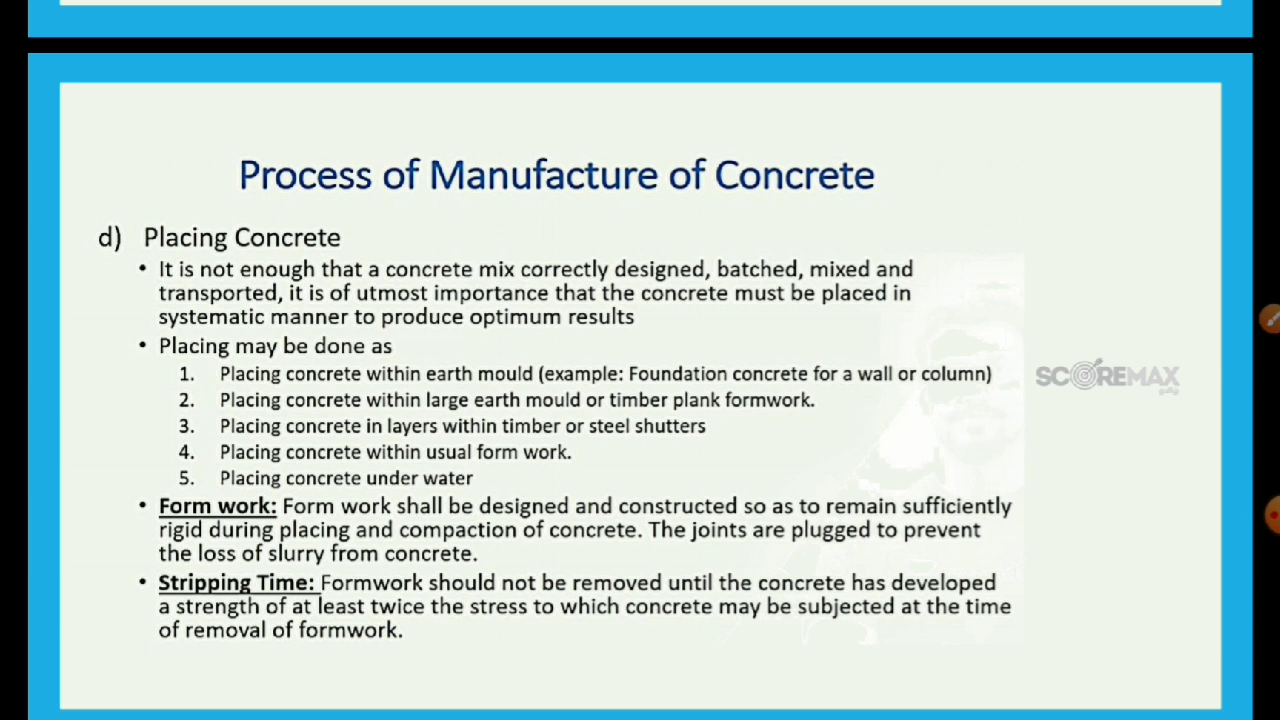 Process of Manufacture of Concrete
d) Placing Concrete
• It is not enough that a concrete mix correctly designed, batched, mixed and
transported, it is of utmost importance that the concrete must be placed in
systematic manner to produce optimum results
• Placing may be done as
1. Placing concrete within earth mould (example: Foundation concrete for a wall or column)
2. Placing concrete within large earth mould or timber plank formwork.
3. Placing concrete in layers within timber or steel shutters
4. Placing concrete within usual form work.
5. Placing concrete under water
• Form work: Form work shall be designed and constructed so as to remain sufficiently
rigid during placing and compaction of concrete. The joints are plugged to prevent
the loss of slurry from concrete.
• Stripping Time: Formwork should not be removed until the concrete has developed
a strength of at least twice the stress to which concrete may be subjected at the time
of removal of formwork.
SCOREMAX